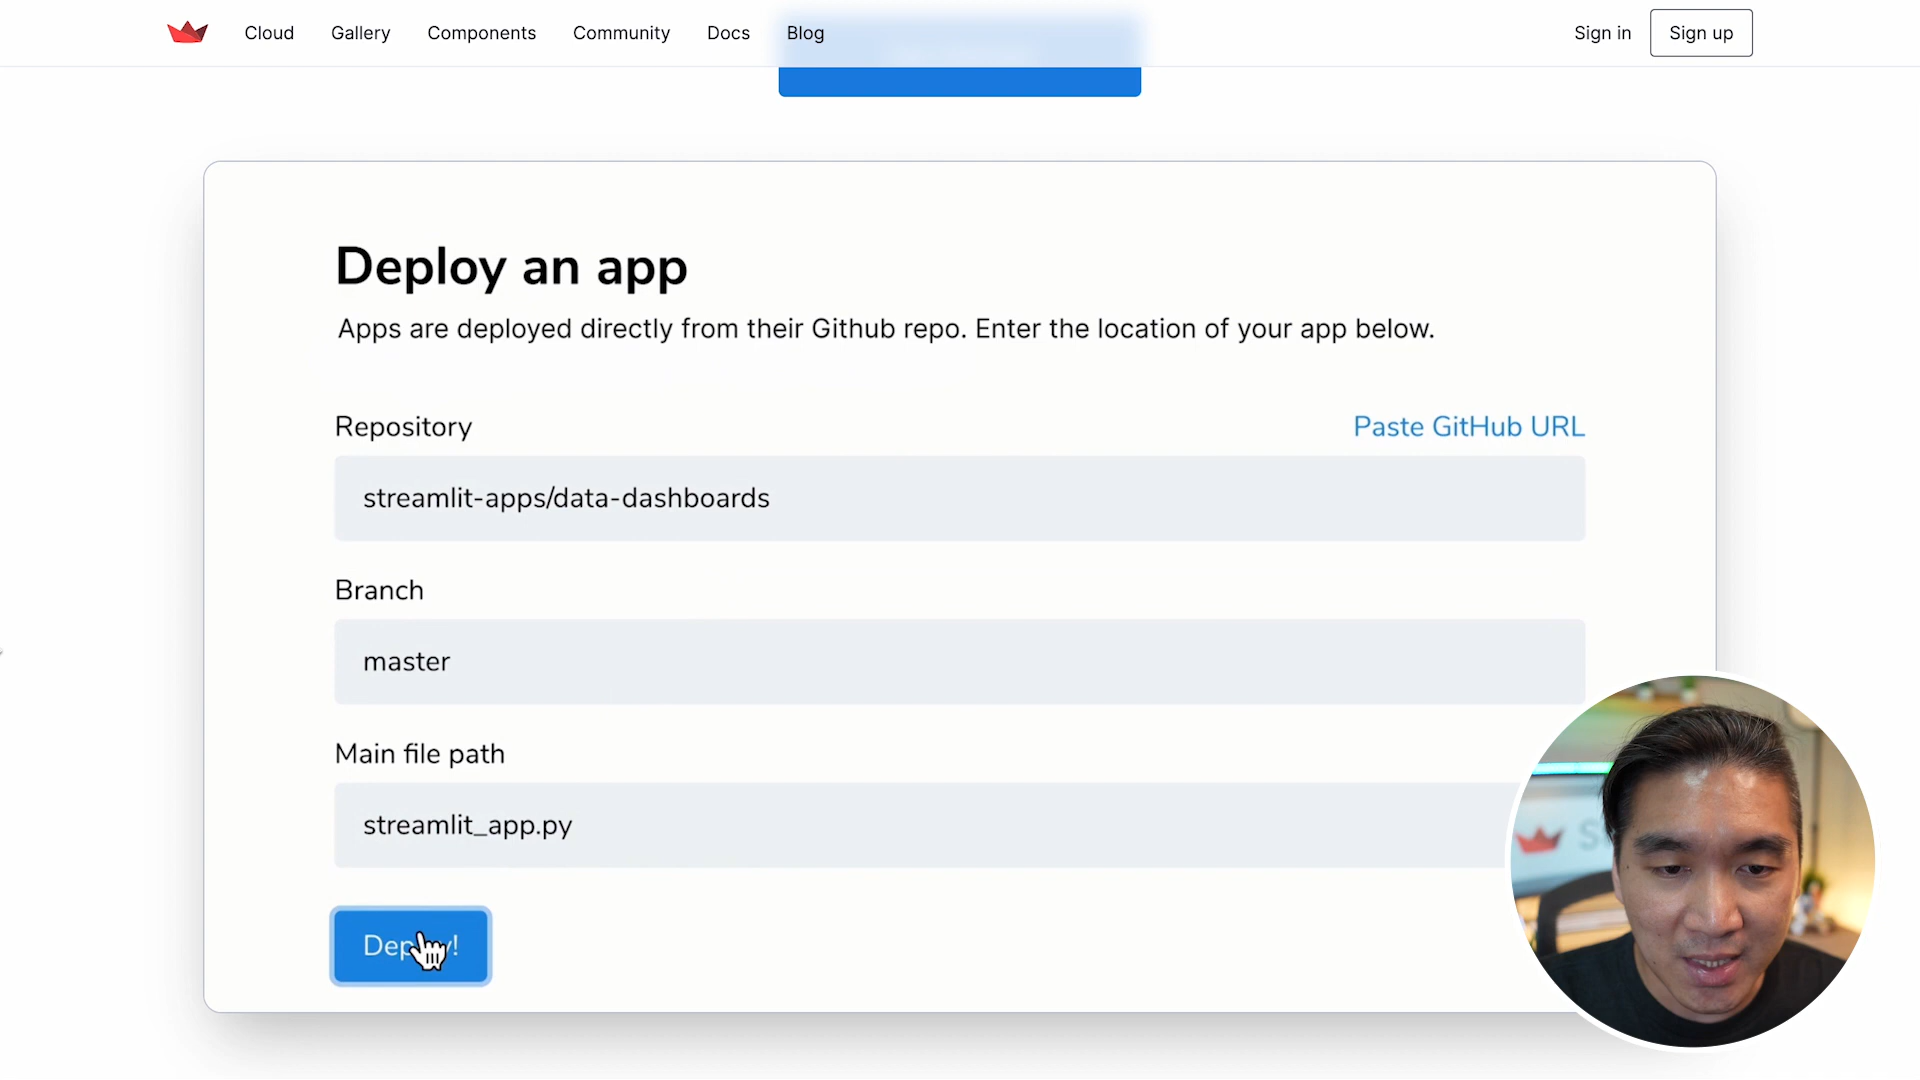 Cloud
Gallery
Components
Community
Docs
Blog
Sign in
Sign up
Deploy an app
Apps are deployed directly from their Github repo. Enter the location of your app below.
Repository
Paste GitHub URL
streamlit-apps/data-dashboards
Branch
master
Main file path
streamlit_app.py